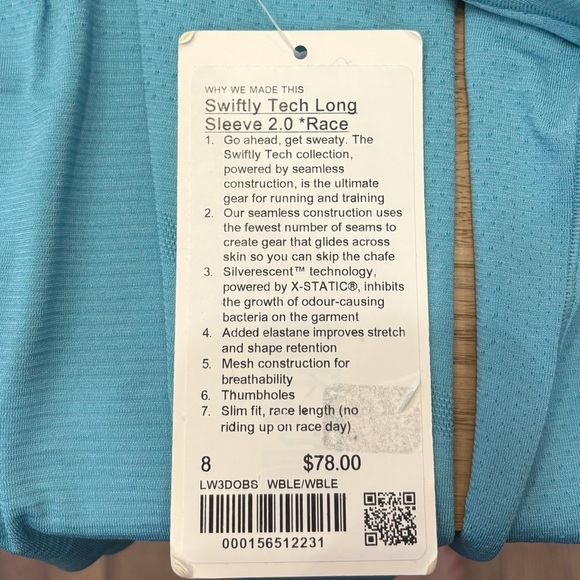 WHY WE MADE THIS
Swiftly Tech Long
Sleeve 2.0 *Race
1. Go ahead, get sweaty. The
Swiftly Tech collection,
powered by seamless
construction, is the ultimate
gear for running and training
2. Our seamless construction uses
the fewest number of seams to
create gear that glides across
skin so you can skip the chafe
3. Silverescent™ technology,
powered by X-STATIC®, inhibits
the growth of odour-causing
bacteria on the garment
4. Added elastane improves stretch
and shape retention
5. Mesh construction for
breathability
6. Thumbholes
7. Slim fit, race length (no
riding up on race day)
8 $78.00
LW3DOBS WBLE/WBLE
000156512231